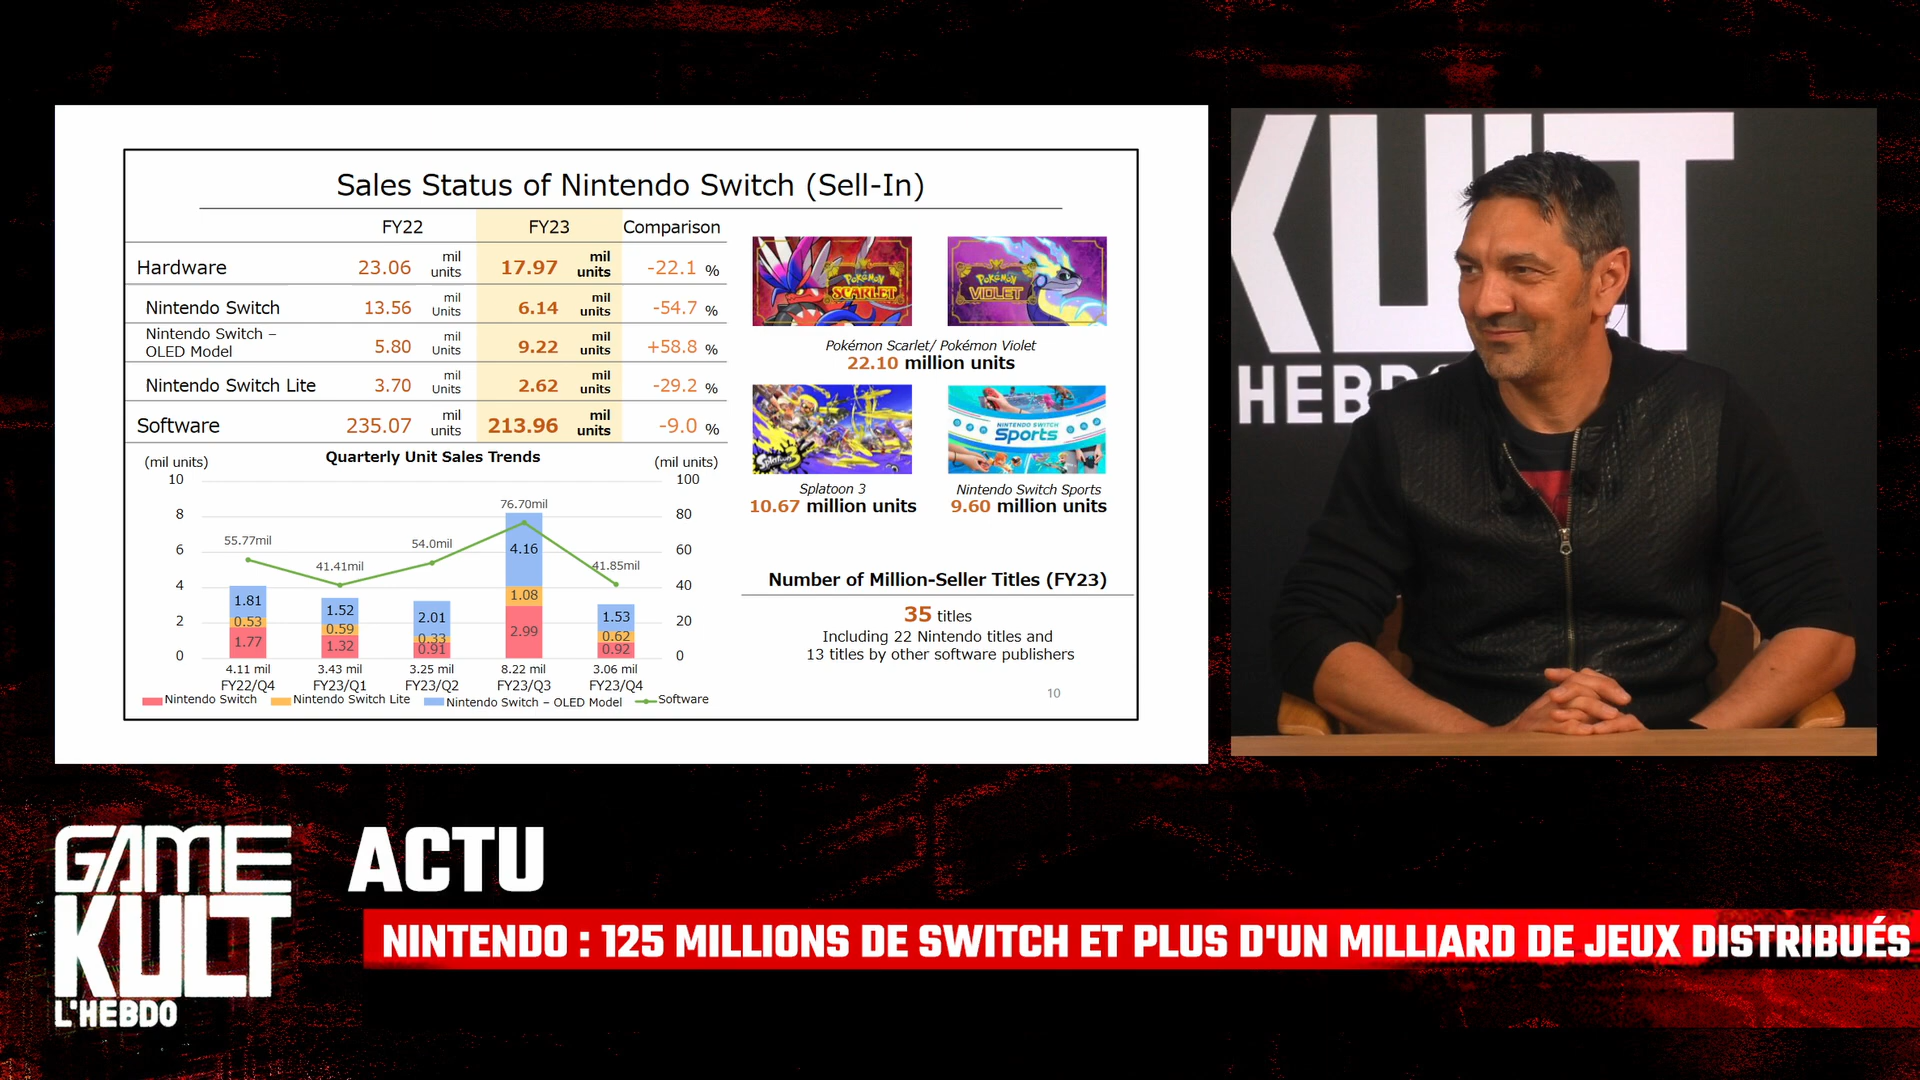 Sales Status of Nintendo Switch (Sell-In)
FY22 FY23 Comparison
Hardware 23.06 mil units 17.97 mil units -22.1 %
Nintendo Switch 13.56 mil Units 6.14 mil units -54.7 %
Nintendo Switch – OLED Model 5.80 mil Units 9.22 mil units +58.8 %
Nintendo Switch Lite 3.70 mil Units 2.62 mil units -29.2 %
Software 235.07 mil units 213.96 mil units -9.0 %
Quarterly Unit Sales Trends
(mil units) (mil units)
10 100
8 80
6 60
4 40
2 20
0 0
55.77mil 41.41mil 54.0mil 76.70mil 41.85mil
1.81 1.52 2.01 4.16 1.53
0.53 0.59 0.33 1.08 0.62
1.77 1.32 0.91 2.99 0.92
4.11 mil 3.43 mil 3.25 mil 8.22 mil 3.06 mil
FY22/Q4 FY23/Q1 FY23/Q2 FY23/Q3 FY23/Q4
Nintendo Switch Nintendo Switch Lite Nintendo Switch – OLED Model Software
Pokémon SCARLET
Pokémon VIOLET
Pokémon Scarlet/ Pokémon Violet
22.10 million units
Splatoon 3
NINTENDO SWITCH
Sports
Splatoon 3
10.67 million units
Nintendo Switch Sports
9.60 million units
Number of Million-Seller Titles (FY23)
35 titles
Including 22 Nintendo titles and
13 titles by other software publishers
10
KULT
HEBDO
GAME
KULT
L'HEBDO
ACTU
NINTENDO : 125 MILLIONS DE SWITCH ET PLUS D'UN MILLIARD DE JEUX DISTRIBUÉS